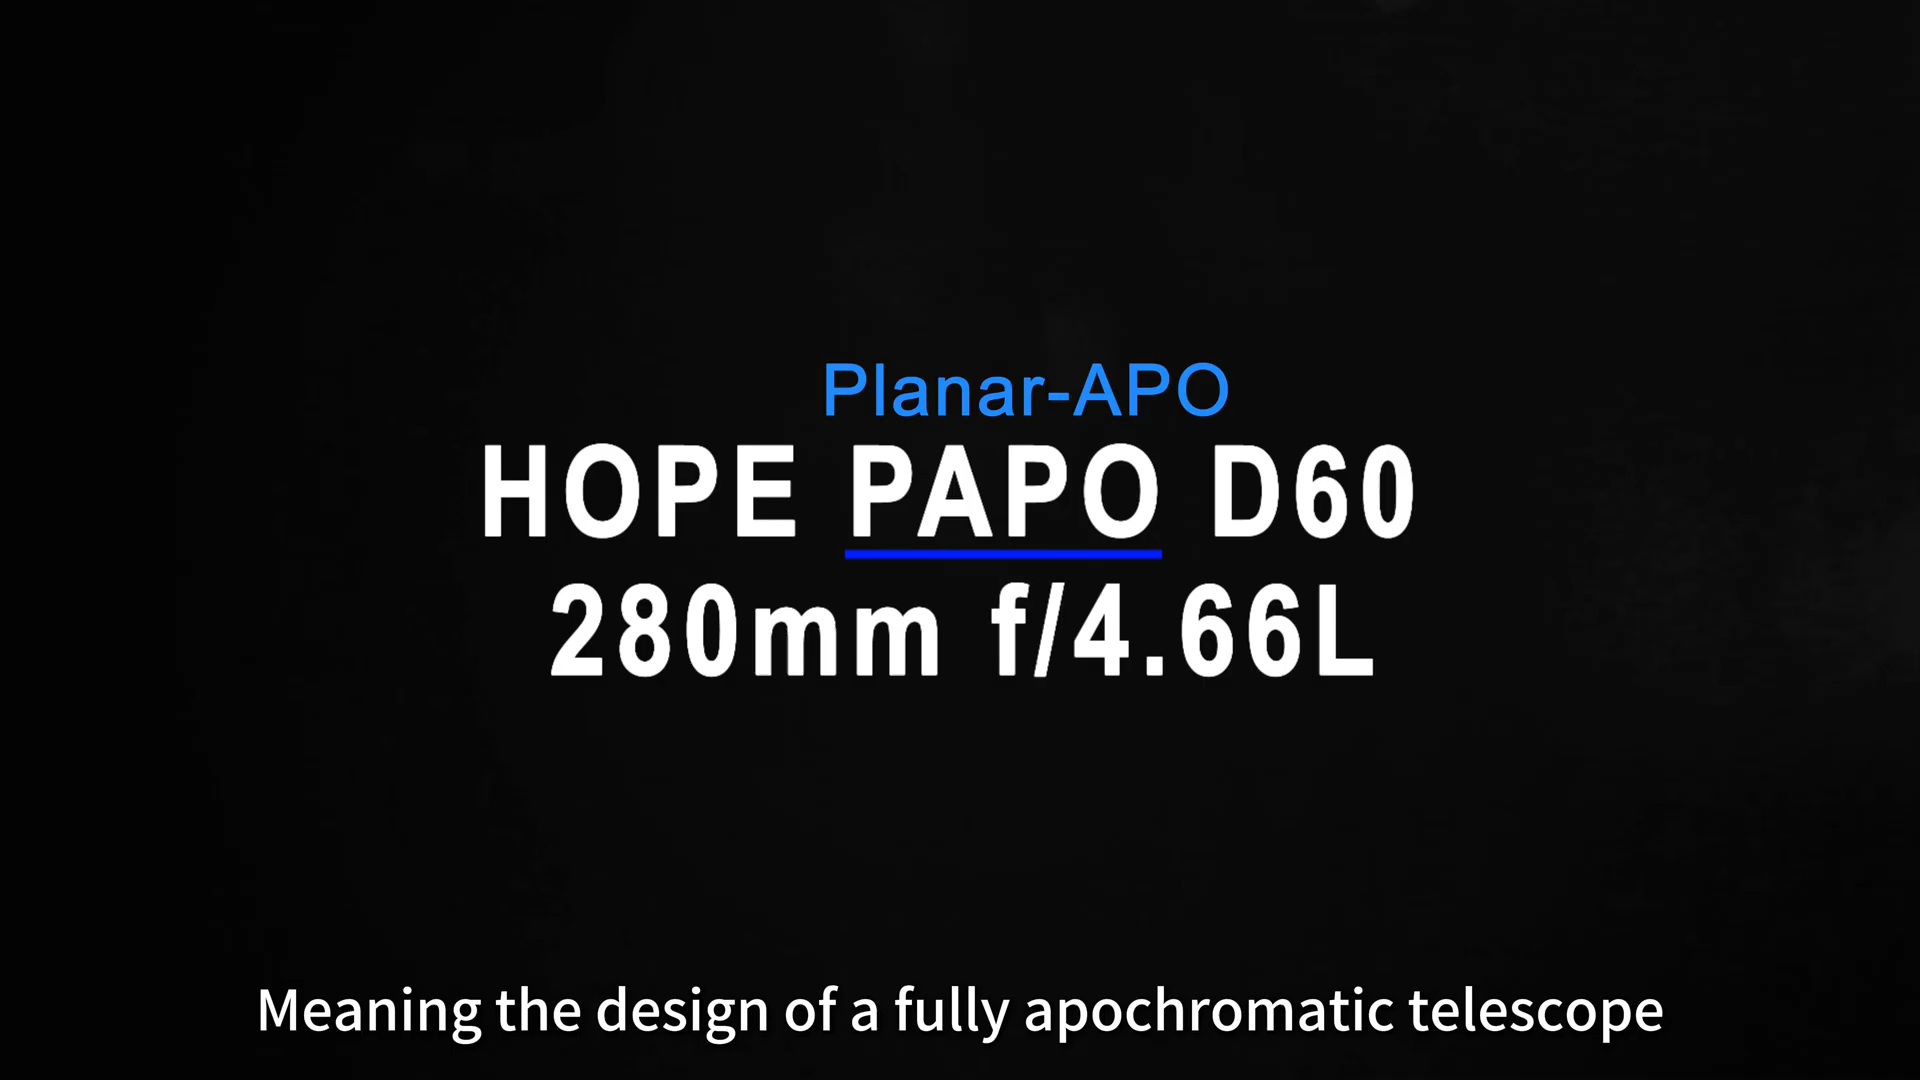 Planar-APO
HOPE PAPO D60
280mm f/4.66L
Meaning the design of a fully apochromatic telescope